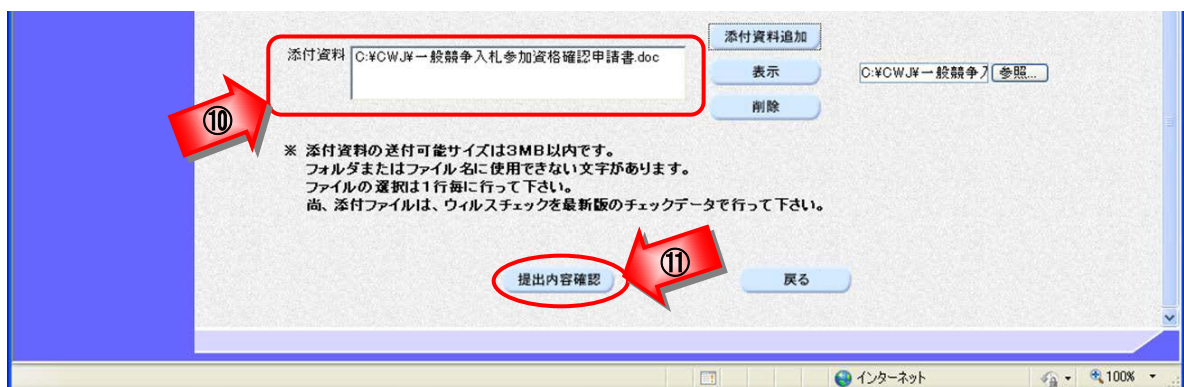 添付資料追加
添付資料
C:¥CWJ¥一般競争入札参加資格確認申請書.doc
表示
C:¥CWJ¥一般競争入
参照...
削除
⑩
※ 添付資料の送付可能サイズは3MB以内です。
フォルダまたはファイル名に使用できない文字があります。
ファイルの選択は1行毎に行って下さい。
尚、添付ファイルは、ウィルスチェックを最新版のチェックデータで行って下さい。
⑪
提出内容確認
戻る
インターネット
100%